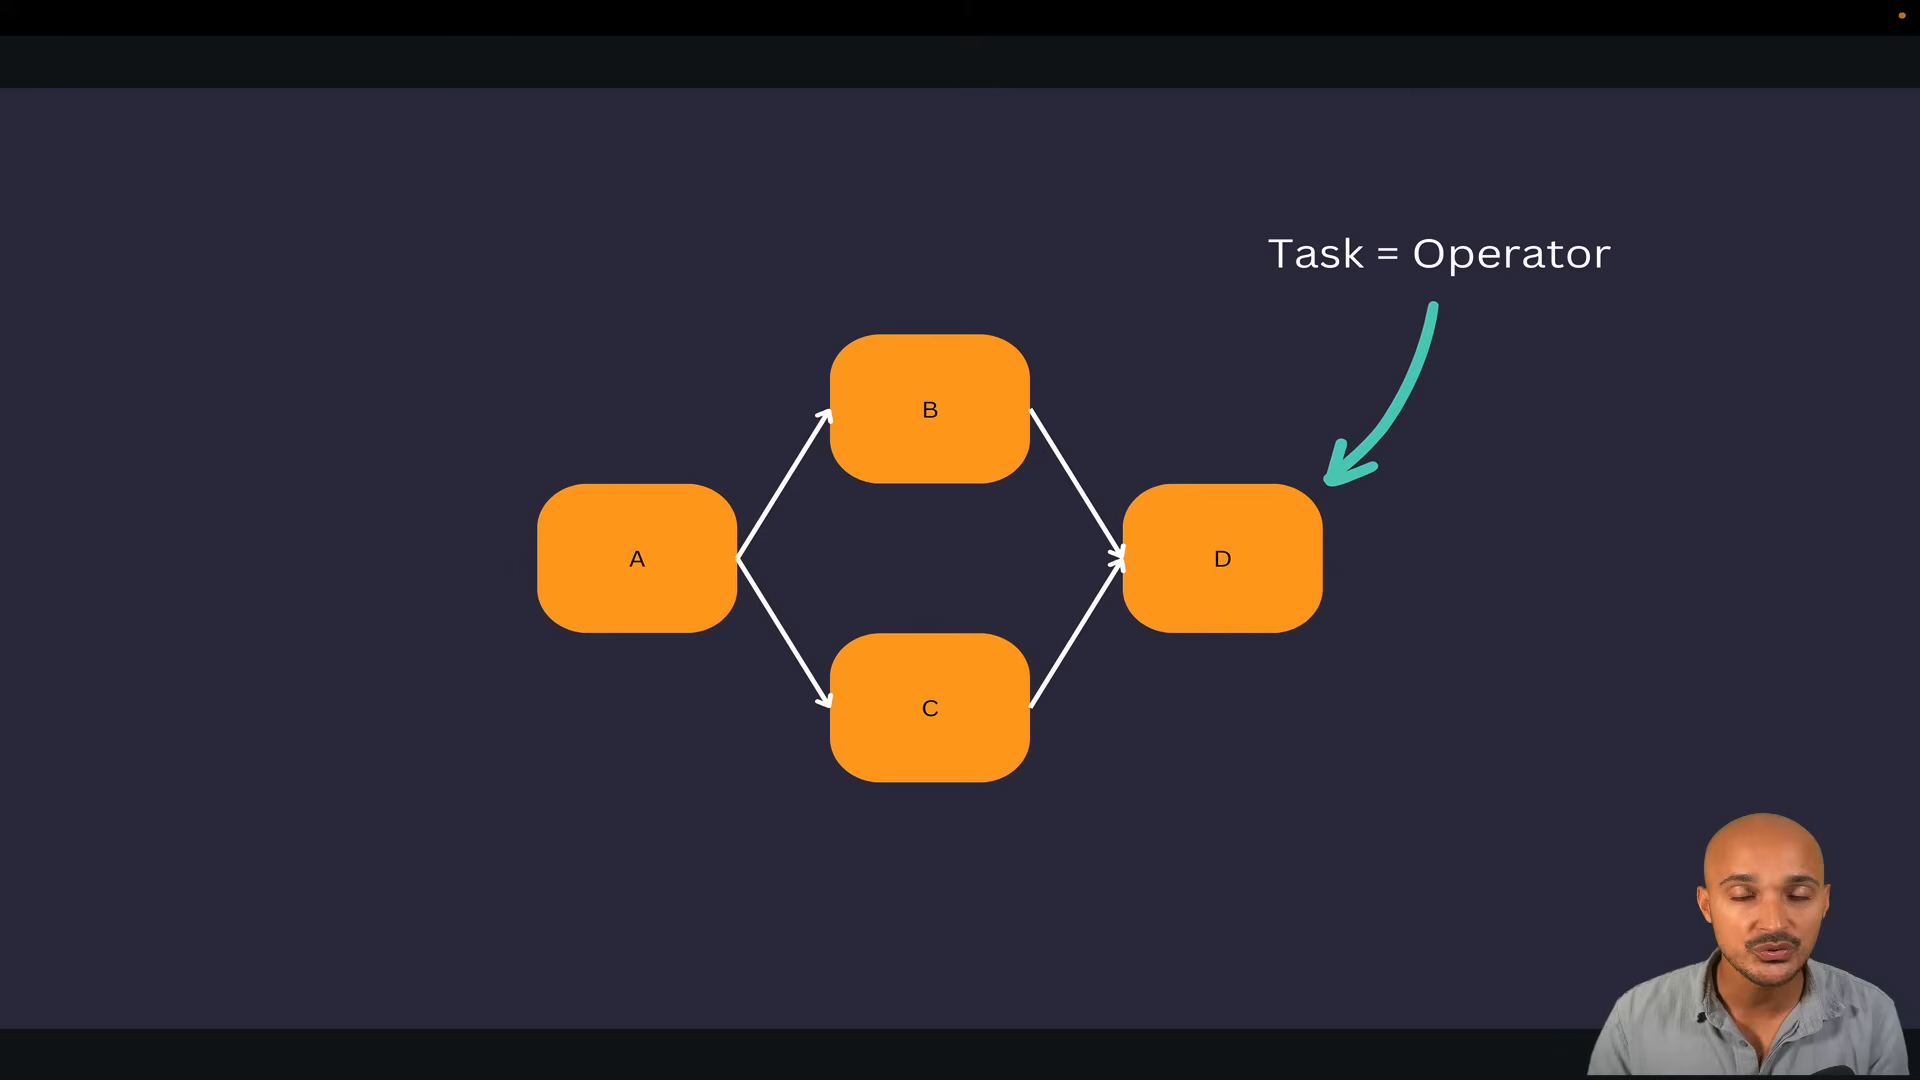 Task = Operator
B
A
D
C